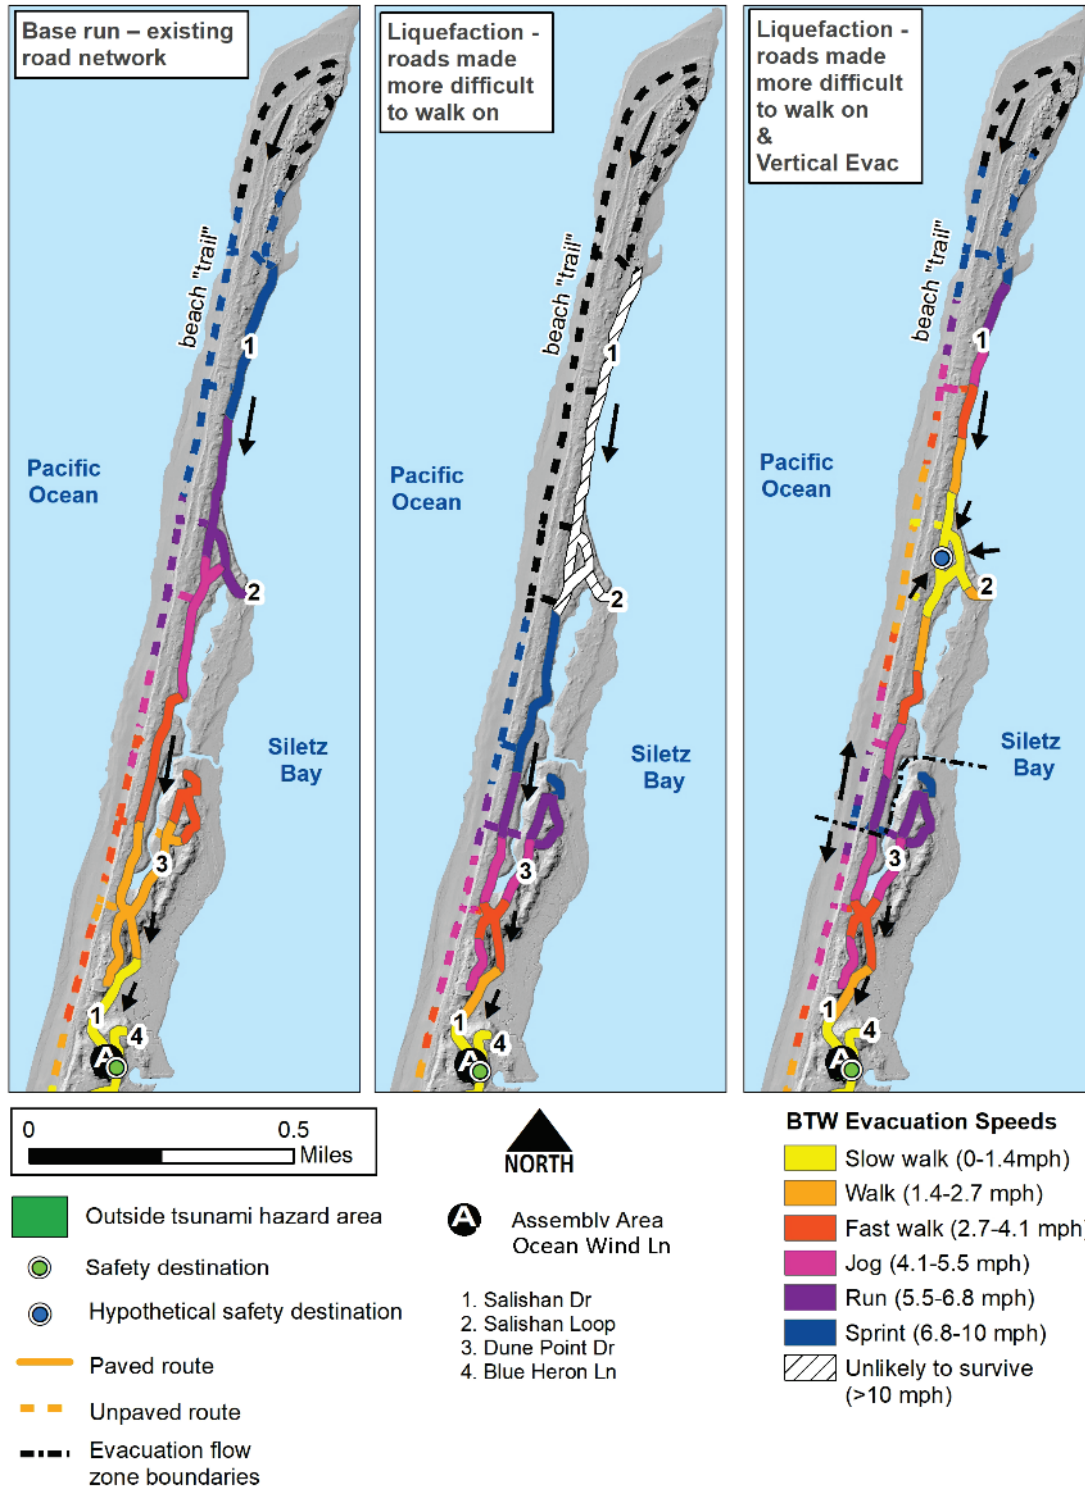 Base run – existing
road network
Liquefaction -
roads made
more difficult
to walk on
Liquefaction -
roads made
more difficult
to walk on
&
Vertical Evac
beach "trail"
beach "trail"
beach "trail"
1
1
1
Pacific
Ocean
Pacific
Ocean
Pacific
Ocean
2
2
2
Siletz
Bay
Siletz
Bay
Siletz
Bay
3
3
3
1
4
1
4
1
4
A
A
A
0 0.5
Miles
NORTH
Outside tsunami hazard area
Safety destination
Hypothetical safety destination
Paved route
Unpaved route
Evacuation flow
zone boundaries
A Assembly Area
Ocean Wind Ln
1. Salishan Dr
2. Salishan Loop
3. Dune Point Dr
4. Blue Heron Ln
BTW Evacuation Speeds
Slow walk (0-1.4mph)
Walk (1.4-2.7 mph)
Fast walk (2.7-4.1 mph)
Jog (4.1-5.5 mph)
Run (5.5-6.8 mph)
Sprint (6.8-10 mph)
Unlikely to survive
(>10 mph)